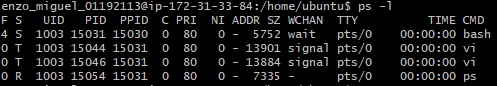 enzo_miguel_01192113@ip-172-31-33-84:/home/ubuntu$ ps -l
F S   UID   PID  PPID  C PRI  NI ADDR SZ WCHAN  TTY          TIME CMD
4 S  1003 15031 15030  0  80   0 -  5752 wait   pts/0    00:00:00 bash
0 T  1003 15044 15031  0  80   0 - 13901 signal pts/0    00:00:00 vi
0 T  1003 15046 15031  0  80   0 - 13884 signal pts/0    00:00:00 vi
0 R  1003 15054 15031  0  80   0 -  7335 -      pts/0    00:00:00 ps